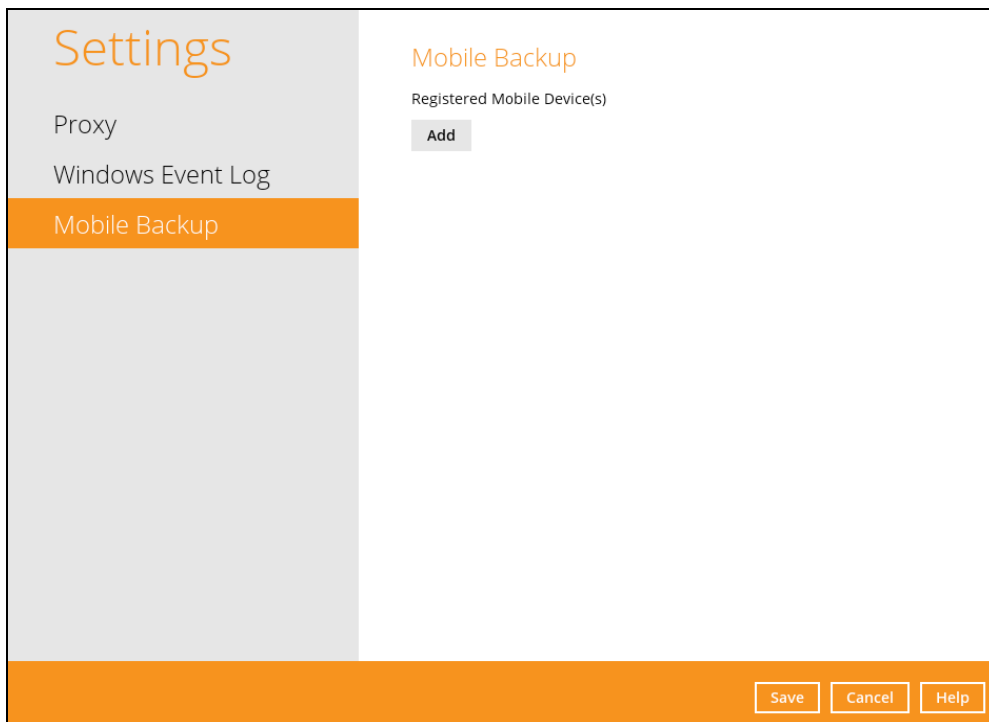 Settings
Proxy
Windows Event Log
Mobile Backup
Mobile Backup
Registered Mobile Device(s)
Add
Save Cancel Help